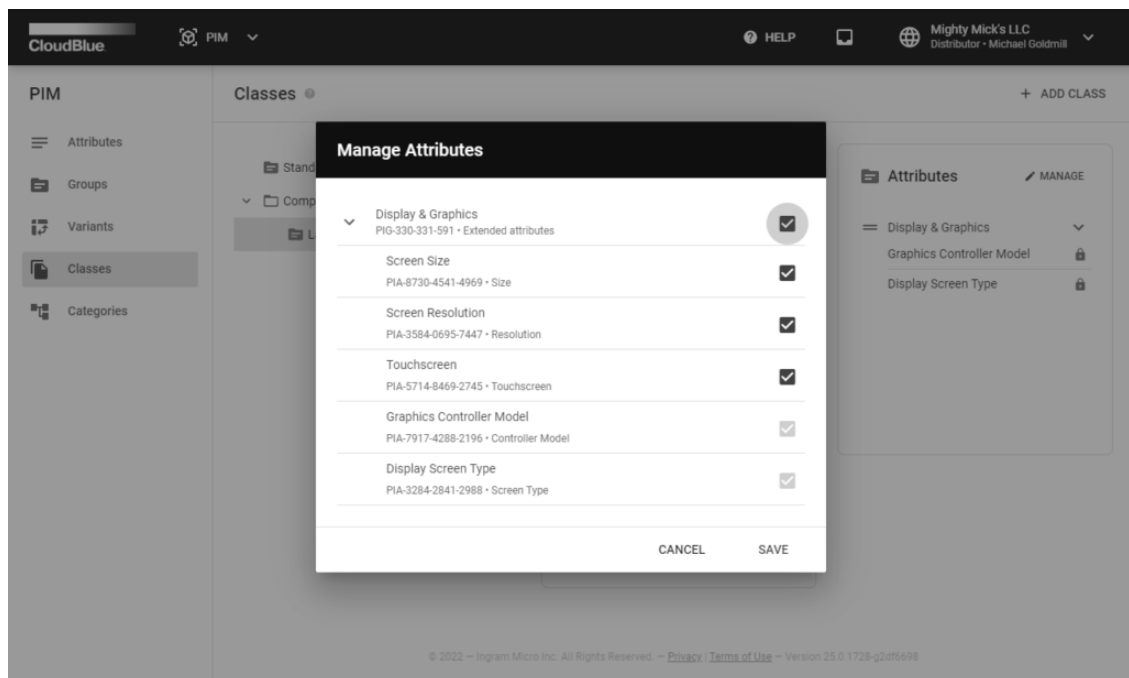 CloudBlue
PIM
HELP
Mighty Mick's LLC
Distributor • Michael Goldmill
PIM
Classes
+ ADD CLASS
Attributes
Groups
Variants
Classes
Categories
Stand
Comp
L
Manage Attributes
Display & Graphics
PIG-330-331-591 • Extended attributes
Screen Size
PIA-8730-4541-4969 • Size
Screen Resolution
PIA-3584-0695-7447 • Resolution
Touchscreen
PIA-5714-8469-2745 • Touchscreen
Graphics Controller Model
PIA-7917-4288-2196 • Controller Model
Display Screen Type
PIA-3284-2841-2988 • Screen Type
CANCEL SAVE
Attributes
MANAGE
Display & Graphics
Graphics Controller Model
Display Screen Type
© 2022 — Ingram Micro Inc. All Rights Reserved. — Privacy | Terms of Use — Version 25.0.1728-g2df6698